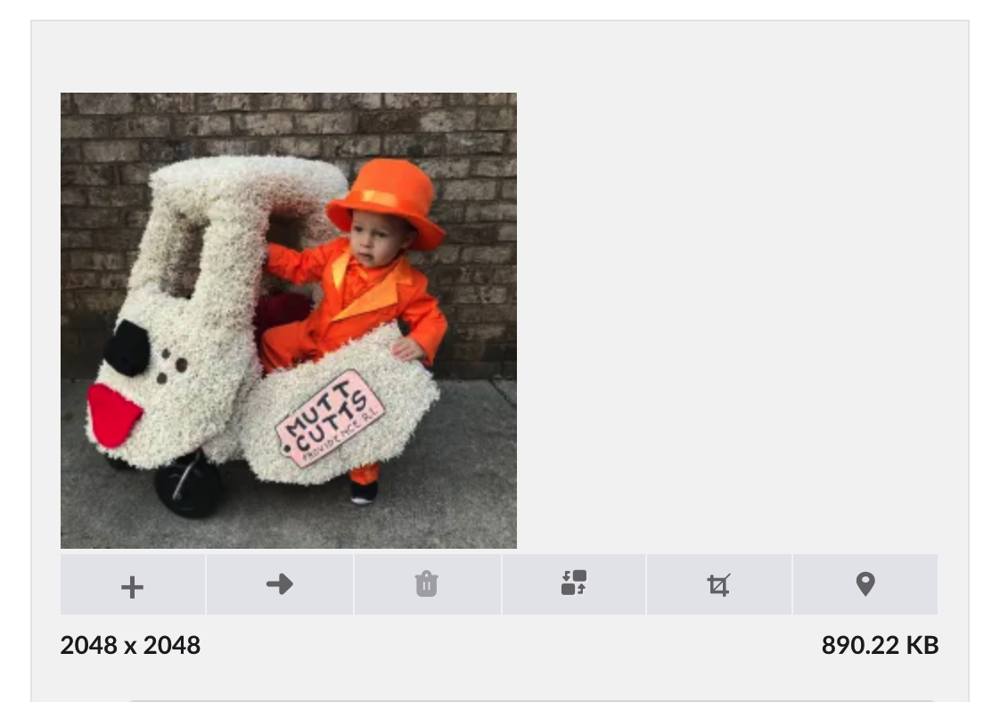 MUTT
CUTTS
PROVIDENCE R.I.
2048 x 2048
890.22 KB